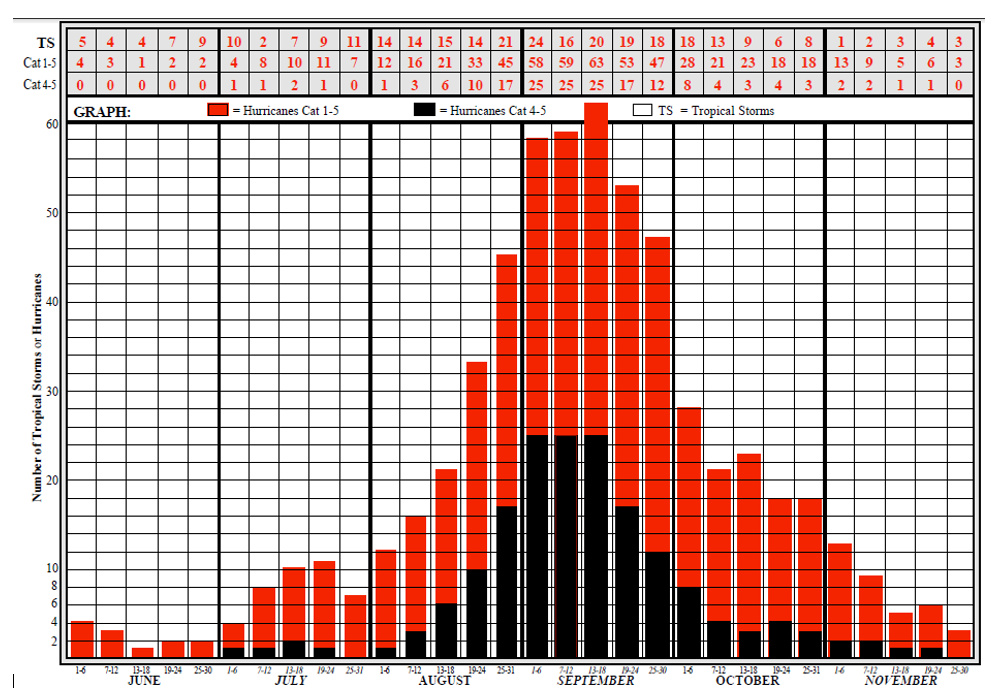 TS 5 4 4 7 9 10 2 7 9 11 14 14 15 14 21 24 16 20 19 18 18 13 9 6 8 1 2 3 4 3
Cat 1-5 4 3 1 2 2 4 8 10 11 7 12 16 21 33 45 58 59 63 53 47 28 21 23 18 18 13 9 5 6 3
Cat 4-5 0 0 0 0 0 1 1 2 1 0 1 3 6 10 17 25 25 25 17 12 8 4 3 4 3 2 2 1 1 0
GRAPH: = Hurricanes Cat 1-5 = Hurricanes Cat 4-5 TS = Tropical Storms
60
50
40
30
20
10
8
6
4
2
Number of Tropical Storms or Hurricanes
1-6 7-12 13-18 19-24 25-30 1-6 7-12 13-18 19-24 25-31 1-6 7-12 13-18 19-24 25-31 1-6 7-12 13-18 19-24 25-30 1-6 7-12 13-18 19-24 25-31 1-6 7-12 13-18 19-24 25-30
JUNE JULY AUGUST SEPTEMBER OCTOBER NOVEMBER